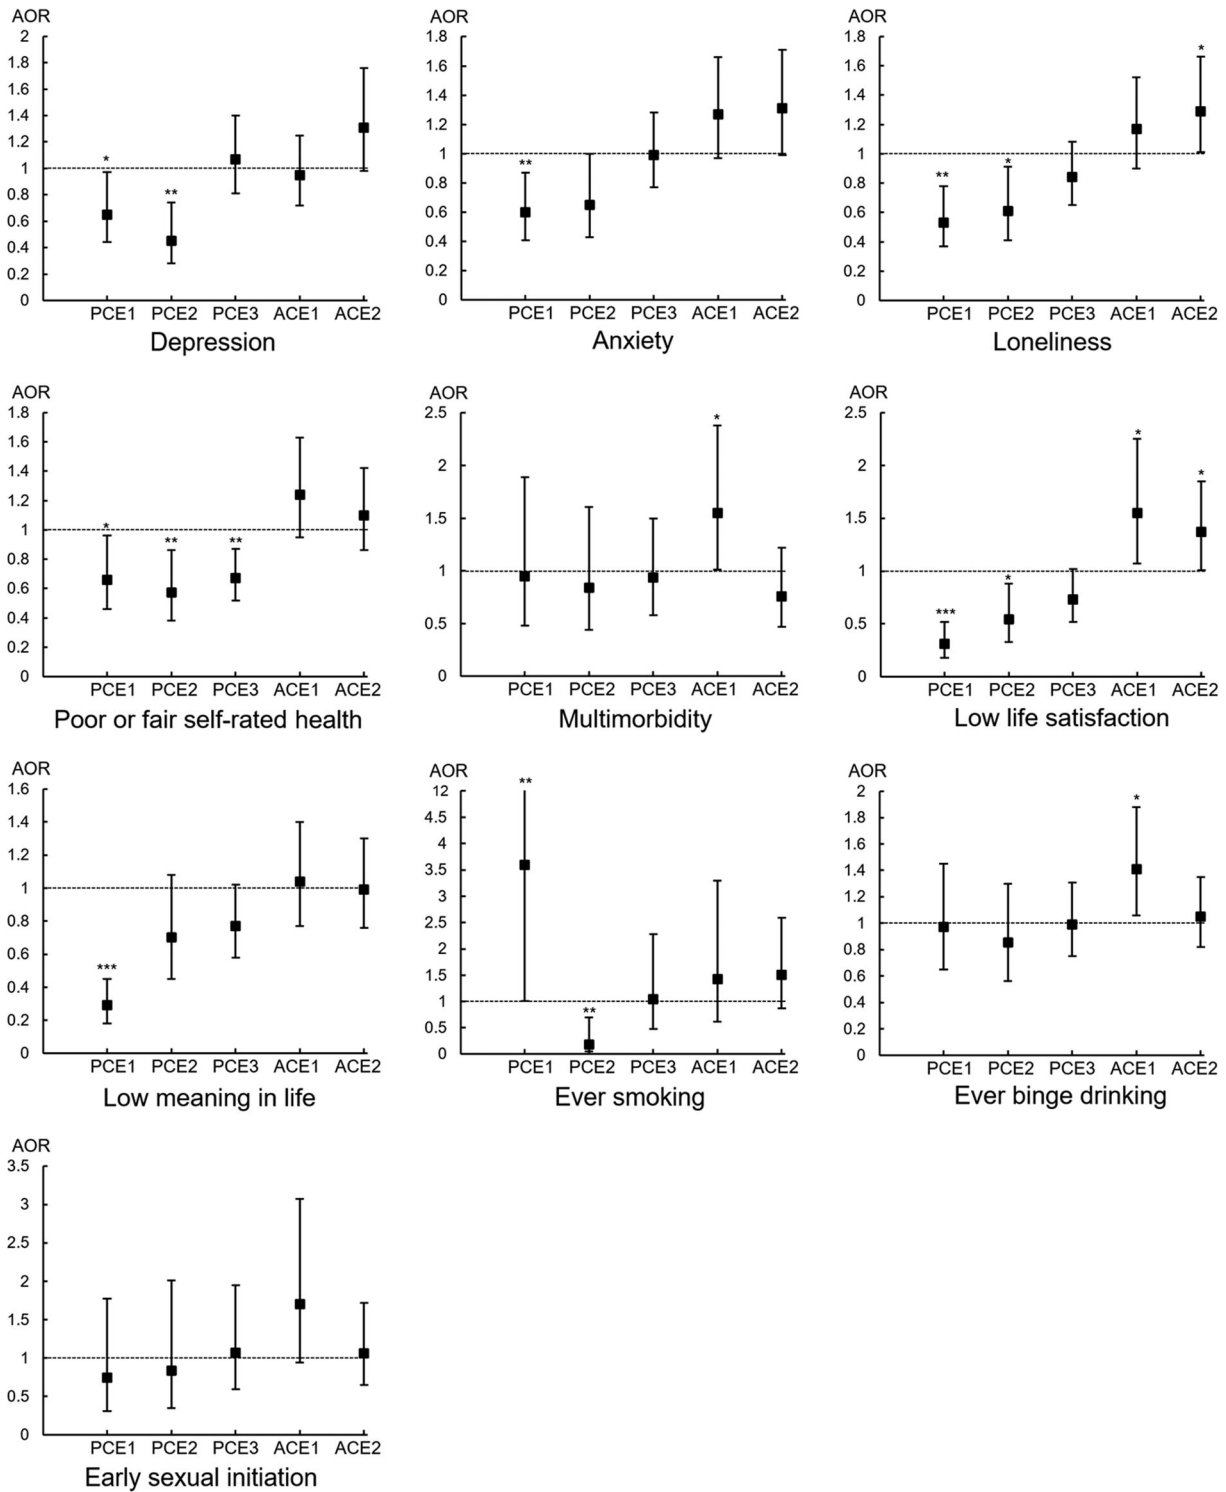 AOR
2
1.8
1.6
1.4
1.2
1
0.8
0.6
0.4
0.2
0
* ** 
PCE1 PCE2 PCE3 ACE1 ACE2
Depression
AOR
1.8
1.6
1.4
1.2
1
0.8
0.6
0.4
0.2
0
**
PCE1 PCE2 PCE3 ACE1 ACE2
Anxiety
AOR
1.8
1.6
1.4
1.2
1
0.8
0.6
0.4
0.2
0
** * *
PCE1 PCE2 PCE3 ACE1 ACE2
Loneliness
AOR
1.8
1.6
1.4
1.2
1
0.8
0.6
0.4
0.2
0
* ** **
PCE1 PCE2 PCE3 ACE1 ACE2
Poor or fair self-rated health
AOR
2.5
2
1.5
1
0.5
0
*
PCE1 PCE2 PCE3 ACE1 ACE2
Multimorbidity
AOR
2.5
2
1.5
1
0.5
0
*** * * *
PCE1 PCE2 PCE3 ACE1 ACE2
Low life satisfaction
AOR
1.6
1.4
1.2
1
0.8
0.6
0.4
0.2
0
***
PCE1 PCE2 PCE3 ACE1 ACE2
Low meaning in life
AOR
12
4.5
4
3.5
3
2.5
2
1.5
1
0.5
0
** **
PCE1 PCE2 PCE3 ACE1 ACE2
Ever smoking
AOR
2
1.8
1.6
1.4
1.2
1
0.8
0.6
0.4
0.2
0
*
PCE1 PCE2 PCE3 ACE1 ACE2
Ever binge drinking
AOR
3.5
3
2.5
2
1.5
1
0.5
0
PCE1 PCE2 PCE3 ACE1 ACE2
Early sexual initiation